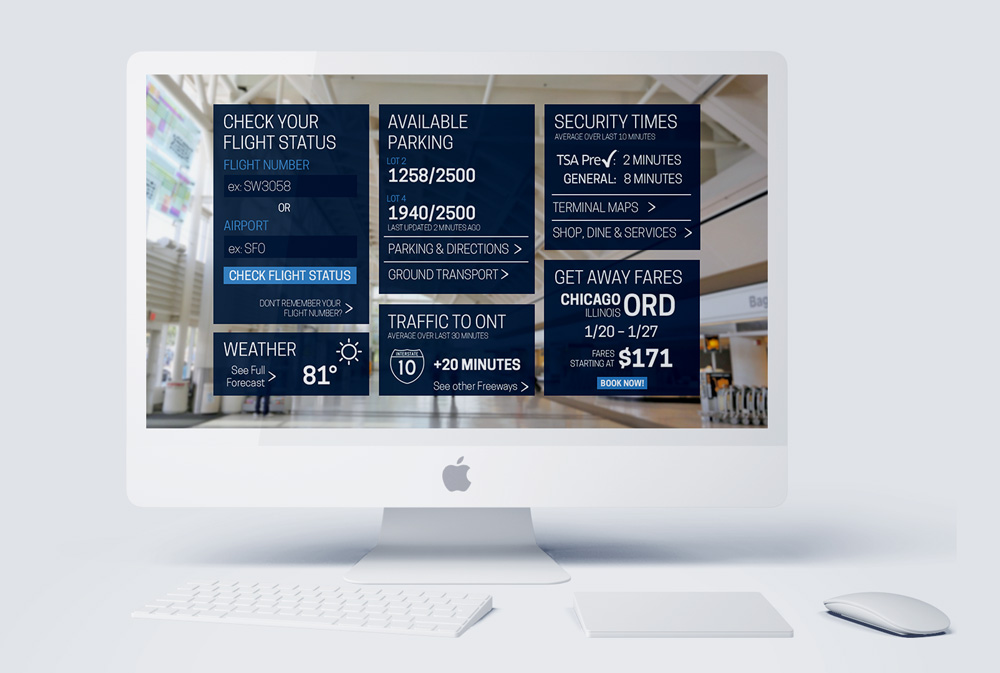 CHECK YOUR
FLIGHT STATUS
FLIGHT NUMBER
ex: SW3058
OR
AIRPORT
ex: SFO
CHECK FLIGHT STATUS
DON'T REMEMBER YOUR
FLIGHT NUMBER? >
WEATHER
See Full
Forecast >
81°
AVAILABLE
PARKING
LOT 2
1258/2500
LOT 4
1940/2500
LAST UPDATED 2 MINUTES AGO
PARKING & DIRECTIONS >
GROUND TRANSPORT >
TRAFFIC TO ONT
AVERAGE OVER LAST 30 MINUTES
INTERSTATE
10
+20 MINUTES
See other Freeways >
SECURITY TIMES
AVERAGE OVER LAST 10 MINUTES
TSA Pre✓: 2 MINUTES
GENERAL: 8 MINUTES
TERMINAL MAPS >
SHOP, DINE & SERVICES >
GET AWAY FARES
CHICAGO
ILLINOIS
ORD
1/20 – 1/27
FARES
STARTING AT
$171
BOOK NOW!
Bag